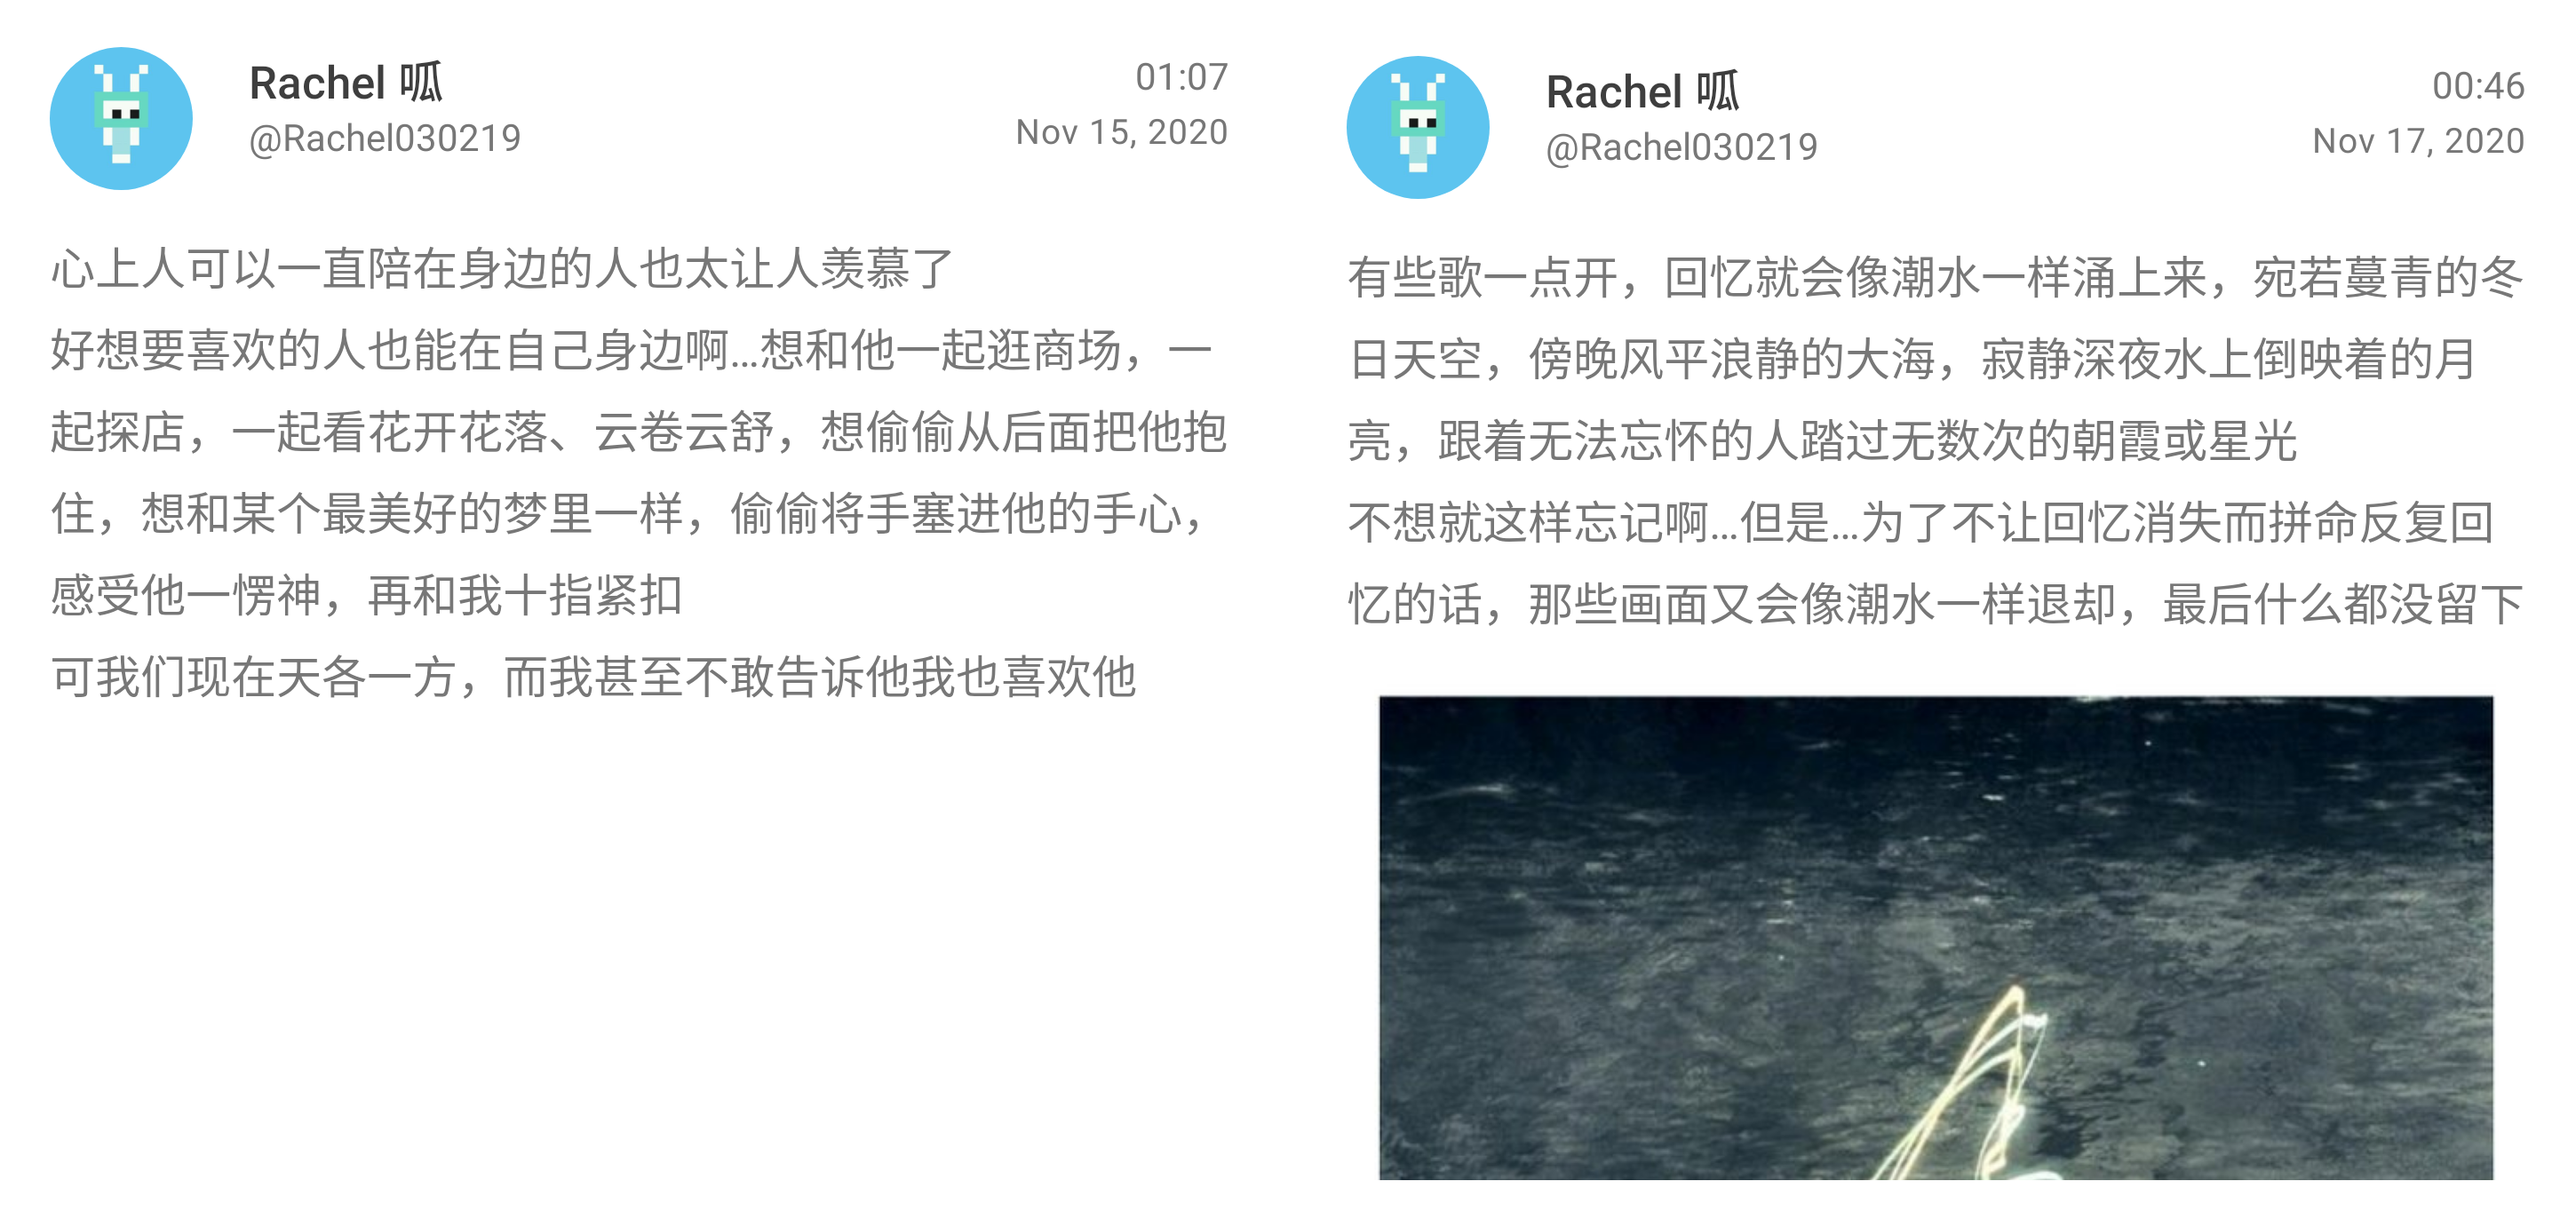 Rachel 呱
@Rachel030219
01:07
Nov 15, 2020
心上人可以一直陪在身边的人也太让人羡慕了
好想要喜欢的人也能在自己身边啊…想和他一起逛商场，一
起探店，一起看花开花落、云卷云舒，想偷偷从后面把他抱
住，想和某个最美好的梦里一样，偷偷将手塞进他的手心，
感受他一愣神，再和我十指紧扣
可我们现在天各一方，而我甚至不敢告诉他我也喜欢他
Rachel 呱
@Rachel030219
00:46
Nov 17, 2020
有些歌一点开，回忆就会像潮水一样涌上来，宛若蔓青的冬
日天空，傍晚风平浪静的大海，寂静深夜水上倒映着的月
亮，跟着无法忘怀的人踏过无数次的朝霞或星光
不想就这样忘记啊…但是…为了不让回忆消失而拼命反复回
忆的话，那些画面又会像潮水一样退却，最后什么都没留下